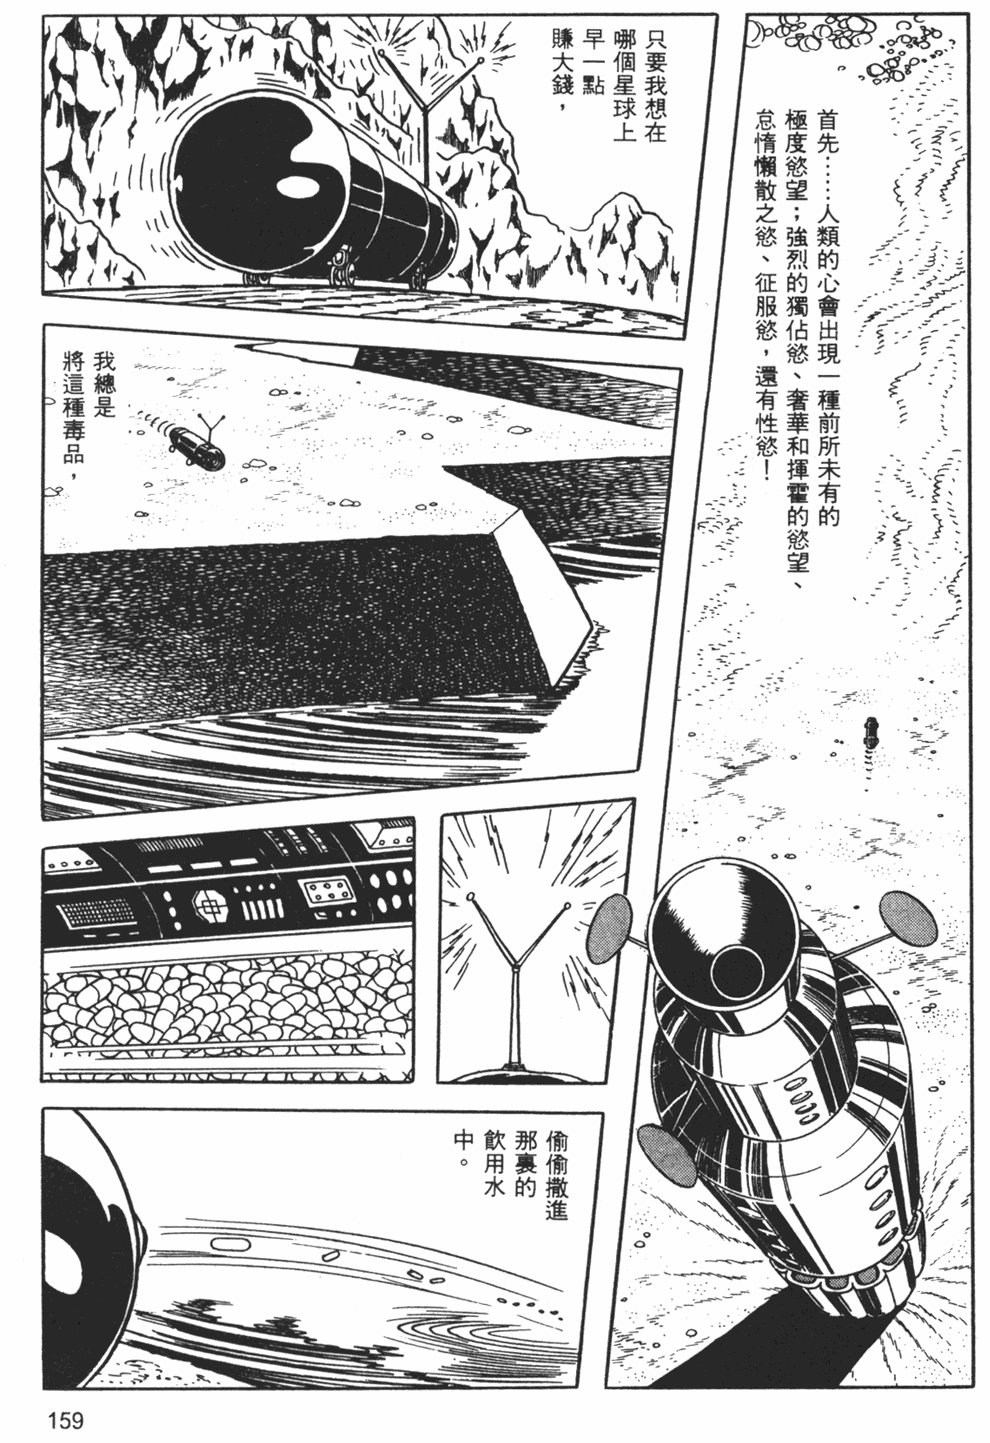 首先……人類的心會出現一種前所未有的
極度慾望；強烈的獨佔慾、奢華和揮霍的慾望、
怠惰懶散之慾、征服慾，還有性慾！
只要我想在
哪個星球上
早一點
賺大錢，
我總是
將這種毒品，
偷偷撒進
那裏的
飲用水
中。
159